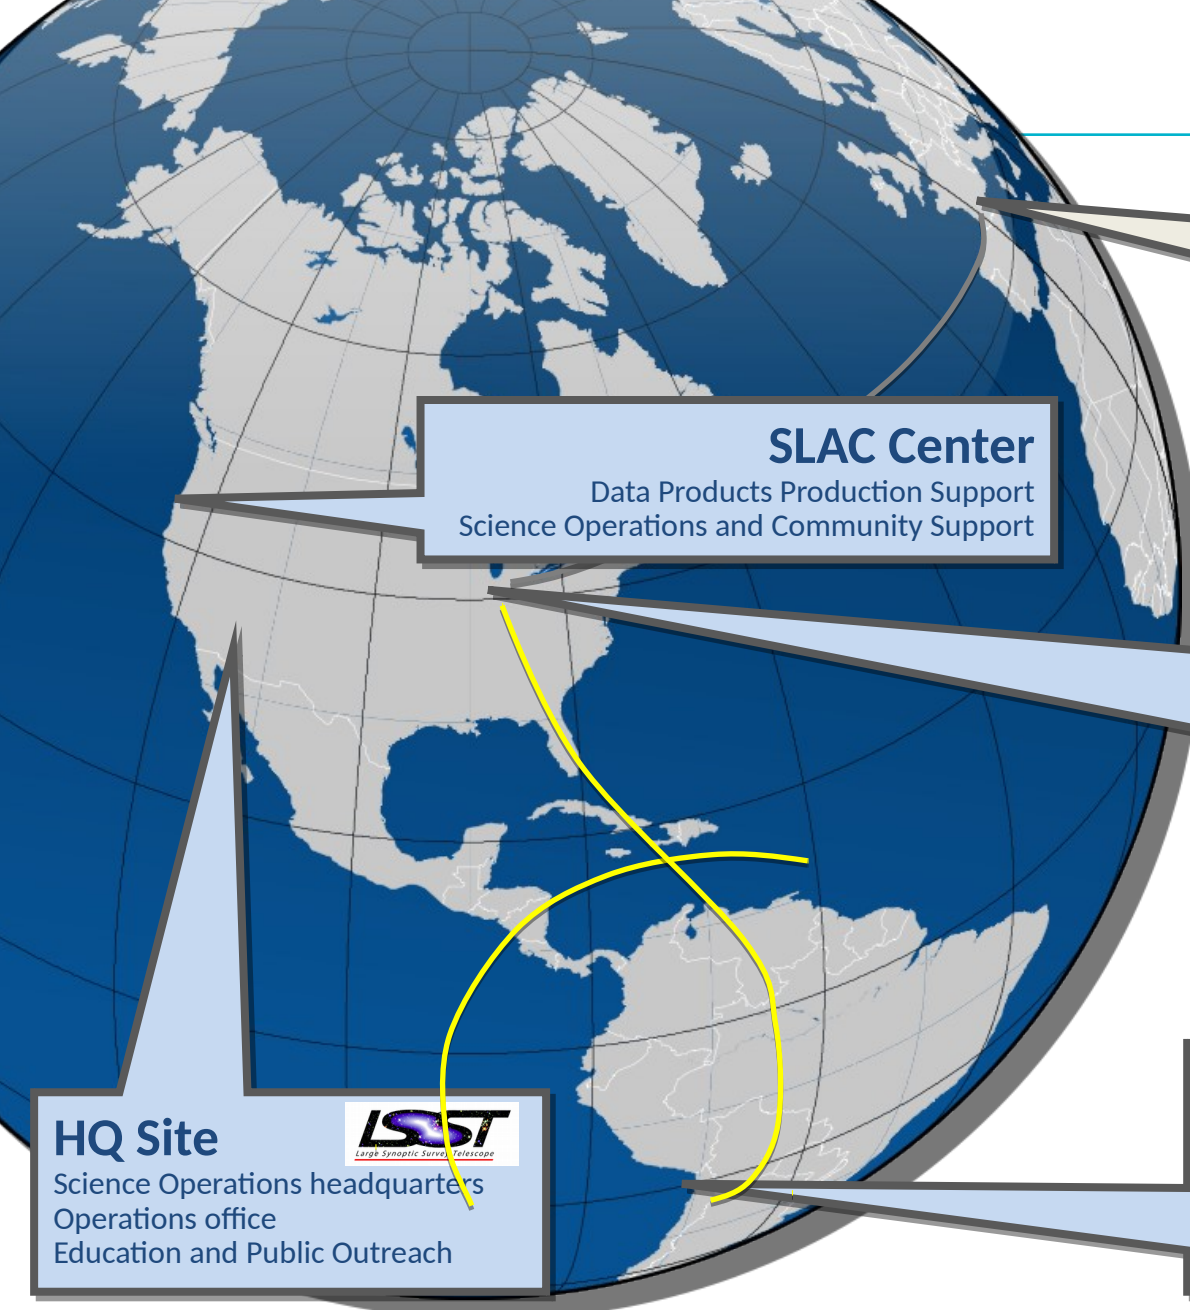 SLAC Center
Data Products Production Support
Science Operations and Community Support
HQ Site
LSST
Large Synoptic Survey Telescope
Science Operations headquarters
Operations office
Education and Public Outreach